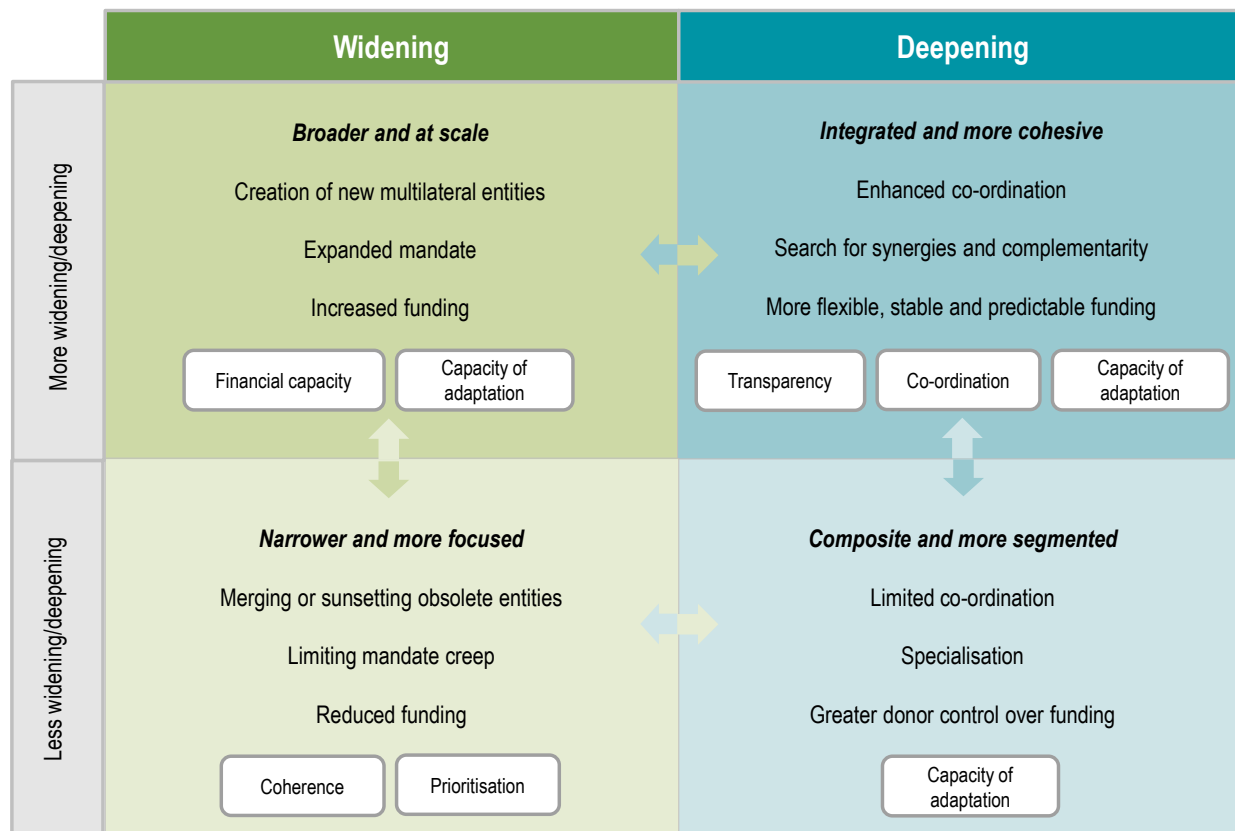 Widening
Deepening
More widening/deepening
Broader and at scale
Creation of new multilateral entities
Expanded mandate
Increased funding
Financial capacity
Capacity of
adaptation
Integrated and more cohesive
Enhanced co-ordination
Search for synergies and complementarity
More flexible, stable and predictable funding
Transparency
Co-ordination
Capacity of
adaptation
Less widening/deepening
Narrower and more focused
Merging or sunsetting obsolete entities
Limiting mandate creep
Reduced funding
Coherence
Prioritisation
Composite and more segmented
Limited co-ordination
Specialisation
Greater donor control over funding
Capacity of
adaptation